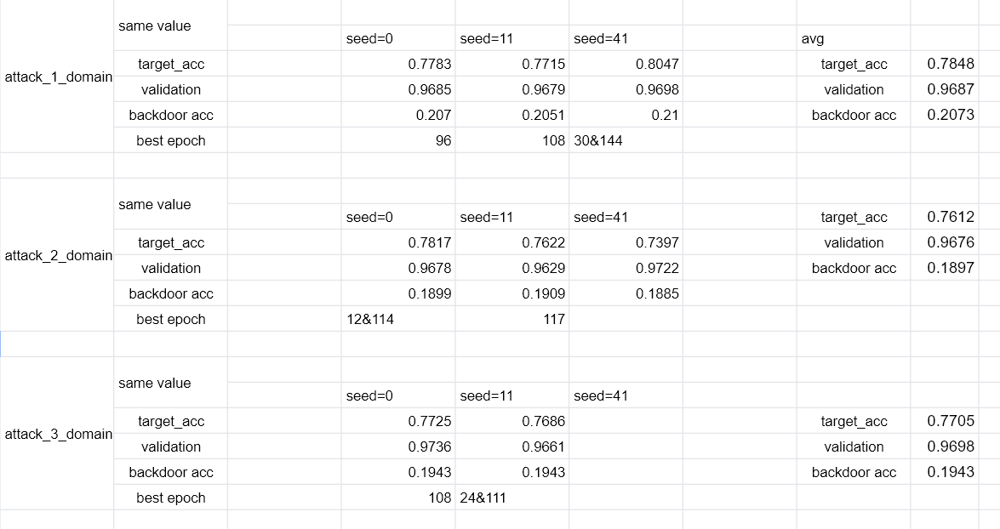 same value
seed=0 seed=11 seed=41 avg
target_acc 0.7783 0.7715 0.8047 target_acc 0.7848
attack_1_domain
validation 0.9685 0.9679 0.9698 validation 0.9687
backdoor acc 0.207 0.2051 0.21 backdoor acc 0.2073
best epoch 96 108 30&144
same value
seed=0 seed=11 seed=41 target_acc 0.7612
target_acc 0.7817 0.7622 0.7397 validation 0.9676
attack_2_domain
validation 0.9678 0.9629 0.9722 backdoor acc 0.1897
backdoor acc 0.1899 0.1909 0.1885
best epoch 12&114 117
same value
seed=0 seed=11 seed=41
target_acc 0.7725 0.7686 target_acc 0.7705
attack_3_domain
validation 0.9736 0.9661 validation 0.9698
backdoor acc 0.1943 0.1943 backdoor acc 0.1943
best epoch 108 24&111